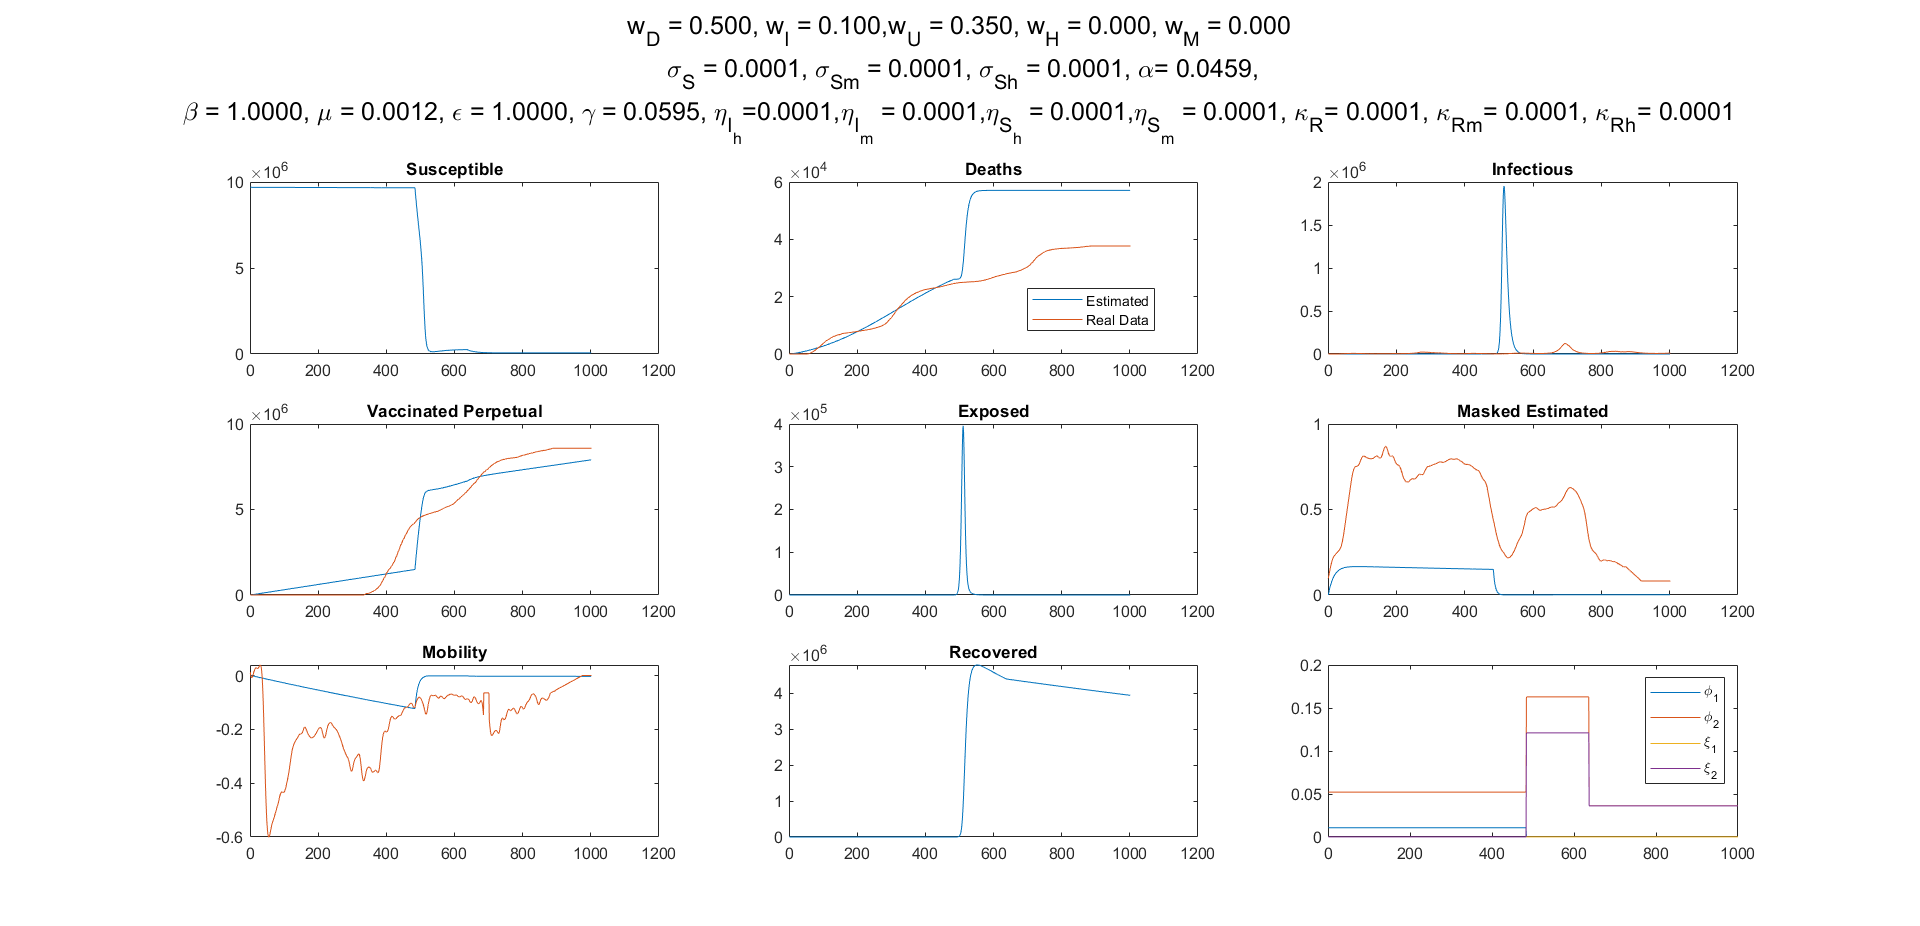 w_D = 0.500, w_I = 0.100,w_U = 0.350, w_H = 0.000, w_M = 0.000
σ_S = 0.0001, σ_Sm = 0.0001, σ_Sh = 0.0001, α= 0.0459,
β = 1.0000, μ = 0.0012, ϵ = 1.0000, γ = 0.0595, η_I_h =0.0001,η_I_m = 0.0001,η_S_h = 0.0001,η_S_m = 0.0001, κ_R= 0.0001, κ_Rm= 0.0001, κ_Rh= 0.0001
Susceptible
×10^6
10
5
0
0 200 400 600 800 1000 1200
Deaths
×10^4
6
4
2
0
Estimated
Real Data
0 200 400 600 800 1000 1200
Infectious
×10^6
2
1.5
1
0.5
0
0 200 400 600 800 1000 1200
Vaccinated Perpetual
×10^6
10
5
0
0 200 400 600 800 1000 1200
Exposed
×10^5
4
3
2
1
0
0 200 400 600 800 1000 1200
Masked Estimated
1
0.5
0
0 200 400 600 800 1000 1200
Mobility
0
-0.2
-0.4
-0.6
0 200 400 600 800 1000 1200
Recovered
×10^6
4
3
2
1
0
0 200 400 600 800 1000 1200
0.2
0.15
0.1
0.05
0
ϕ_1
ϕ_2
ξ_1
ξ_2
0 200 400 600 800 1000